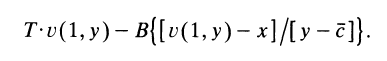 T·υ(1, y) − B{[υ(1, y) − x]/[y − c̄]}.